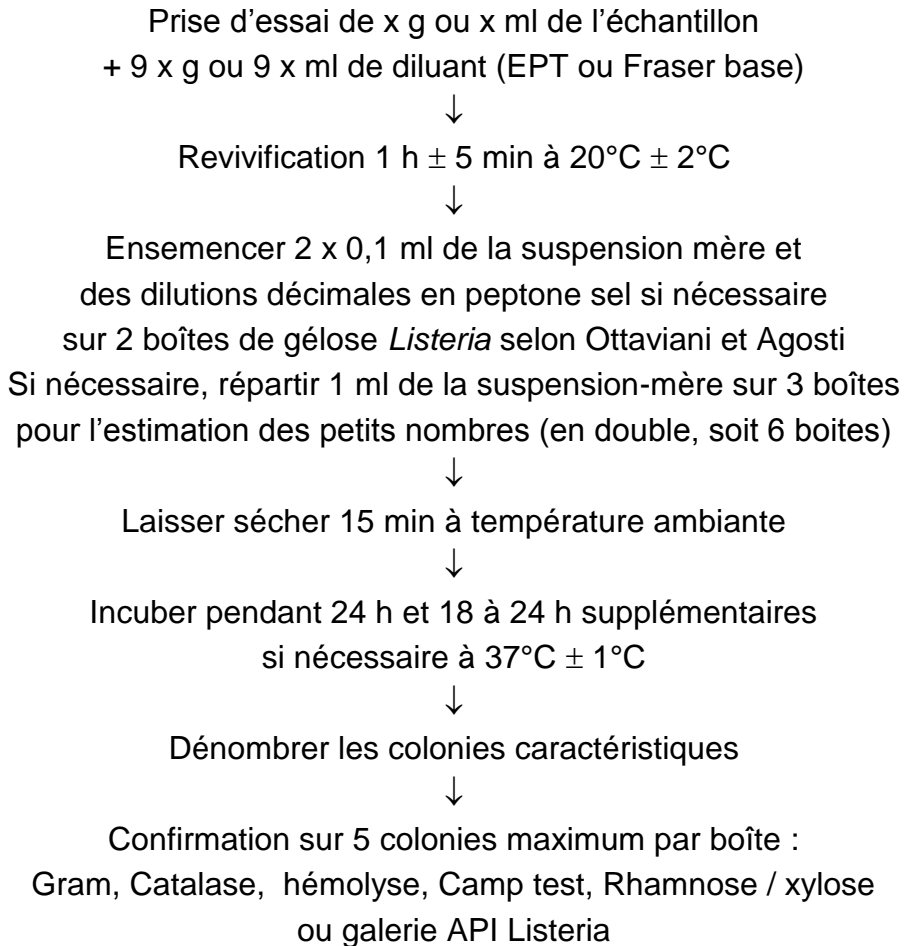 Prise d'essai de x g ou x ml de l'échantillon
+ 9 x g ou 9 x ml de diluant (EPT ou Fraser base)
↓
Revivification 1 h ± 5 min à 20°C ± 2°C
↓
Ensemencer 2 x 0,1 ml de la suspension mère et
des dilutions décimales en peptone sel si nécessaire
sur 2 boîtes de gélose Listeria selon Ottaviani et Agosti
Si nécessaire, répartir 1 ml de la suspension-mère sur 3 boîtes
pour l'estimation des petits nombres (en double, soit 6 boites)
↓
Laisser sécher 15 min à température ambiante
↓
Incuber pendant 24 h et 18 à 24 h supplémentaires
si nécessaire à 37°C ± 1°C
↓
Dénombrer les colonies caractéristiques
↓
Confirmation sur 5 colonies maximum par boîte :
Gram, Catalase, hémolyse, Camp test, Rhamnose / xylose
ou galerie API Listeria